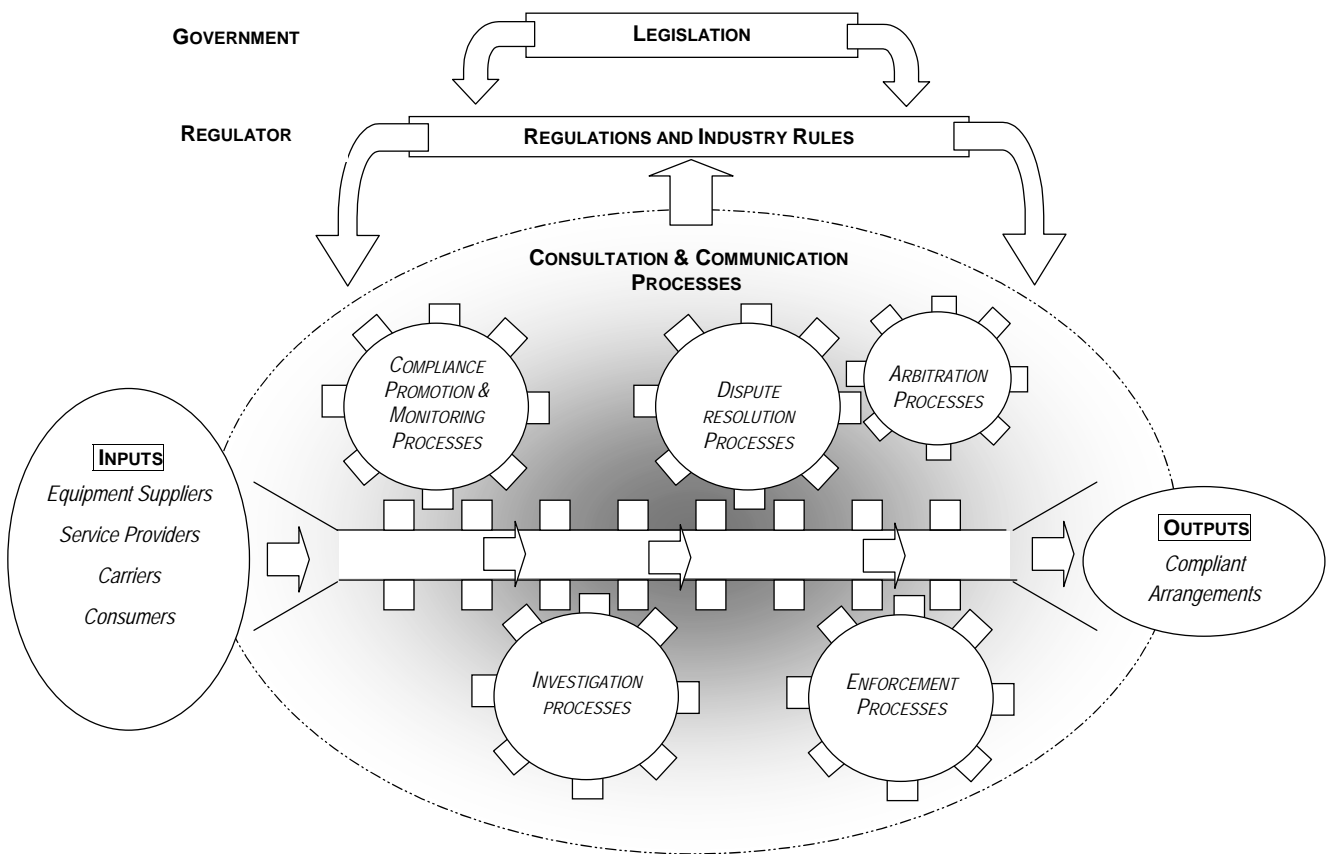 GOVERNMENT
LEGISLATION
REGULATOR
REGULATIONS AND INDUSTRY RULES
CONSULTATION & COMMUNICATION
PROCESSES
COMPLIANCE
PROMOTION &
MONITORING
PROCESSES
DISPUTE
RESOLUTION
PROCESSES
ARBITRATION
PROCESSES
INPUTS
Equipment Suppliers
Service Providers
Carriers
Consumers
OUTPUTS
Compliant
Arrangements
INVESTIGATION
PROCESSES
ENFORCEMENT
PROCESSES